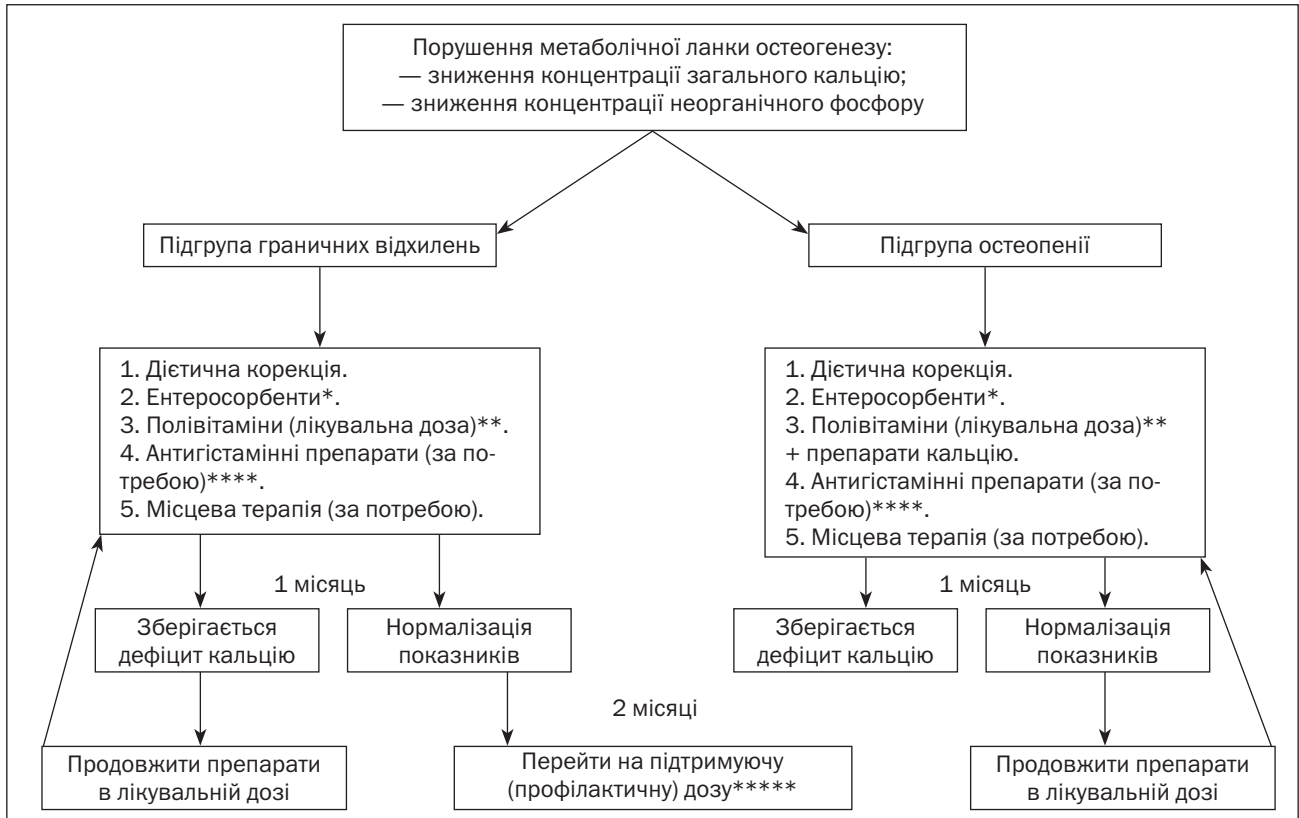 Порушення метаболічної ланки остеогенезу:
— зниження концентрації загального кальцію;
— зниження концентрації неорганічного фосфору
Підгрупа граничних відхилень
Підгрупа остеопенії
1. Дієтична корекція.
2. Ентеросорбенти*.
3. Полівітаміни (лікувальна доза)**.
4. Антигістамінні препарати (за по-
требою)****.
5. Місцева терапія (за потребою).
1. Дієтична корекція.
2. Ентеросорбенти*.
3. Полівітаміни (лікувальна доза)**
+ препарати кальцію.
4. Антигістамінні препарати (за по-
требою)****.
5. Місцева терапія (за потребою).
1 місяць
1 місяць
Зберігається
дефіцит кальцію
Нормалізація
показників
Зберігається
дефіцит кальцію
Нормалізація
показників
2 місяці
Продовжити препарати
в лікувальній дозі
Перейти на підтримуючу
(профілактичну) дозу*****
Продовжити препарати
в лікувальній дозі